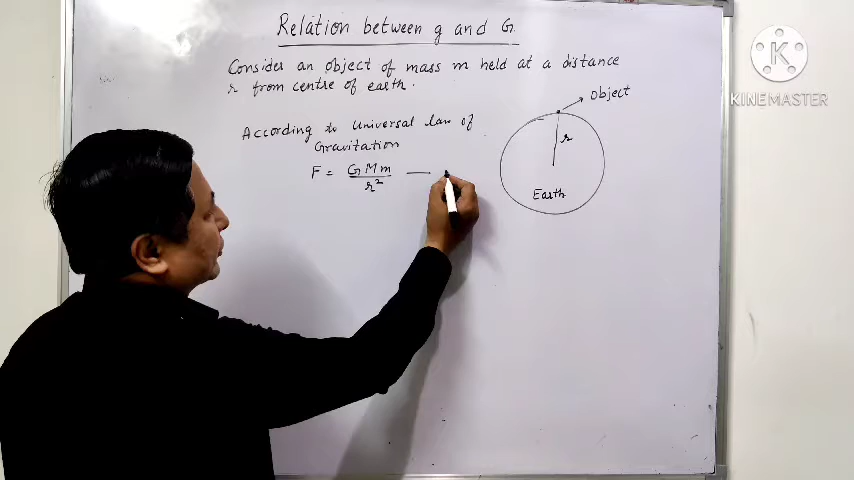 Relation between g and G
Consider an object of mass m held at a distance
r from centre of earth.
According to Universal law of
Gravitation
F = GMm/r²
Object
r
Earth
K
KINEMASTER